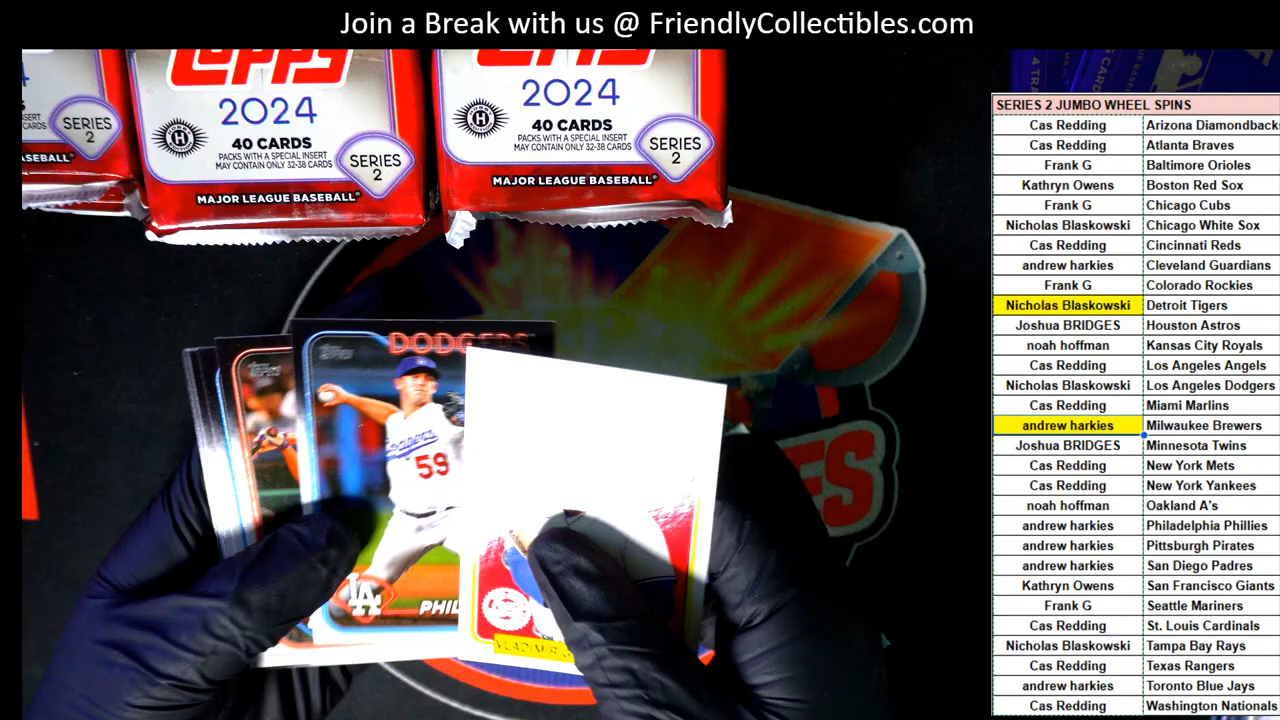 Join a Break with us @ FriendlyCollectibles.com
2024
40 CARDS
PACKS WITH A SPECIAL INSERT
MAY CONTAIN ONLY 32-38 CARDS
SERIES
2
MAJOR LEAGUE BASEBALL
2024
40 CARDS
PACKS WITH A SPECIAL INSERT
MAY CONTAIN ONLY 32-38 CARDS
SERIES
2
MAJOR LEAGUE BASEBALL
SERIES
2
CARDS
DODGERS
Topps
Dodgers
59
LA
PHIL
VLADIMIR
SERIES 2 JUMBO WHEEL SPINS
Cas Redding Arizona Diamondbacks
Cas Redding Atlanta Braves
Frank G Baltimore Orioles
Kathryn Owens Boston Red Sox
Frank G Chicago Cubs
Nicholas Blaskowski Chicago White Sox
Cas Redding Cincinnati Reds
andrew harkies Cleveland Guardians
Frank G Colorado Rockies
Nicholas Blaskowski Detroit Tigers
Joshua BRIDGES Houston Astros
noah hoffman Kansas City Royals
Cas Redding Los Angeles Angels
Nicholas Blaskowski Los Angeles Dodgers
Cas Redding Miami Marlins
andrew harkies Milwaukee Brewers
Joshua BRIDGES Minnesota Twins
Cas Redding New York Mets
Cas Redding New York Yankees
noah hoffman Oakland A's
andrew harkies Philadelphia Phillies
andrew harkies Pittsburgh Pirates
andrew harkies San Diego Padres
Kathryn Owens San Francisco Giants
Frank G Seattle Mariners
Cas Redding St. Louis Cardinals
Nicholas Blaskowski Tampa Bay Rays
Cas Redding Texas Rangers
andrew harkies Toronto Blue Jays
Cas Redding Washington Nationals